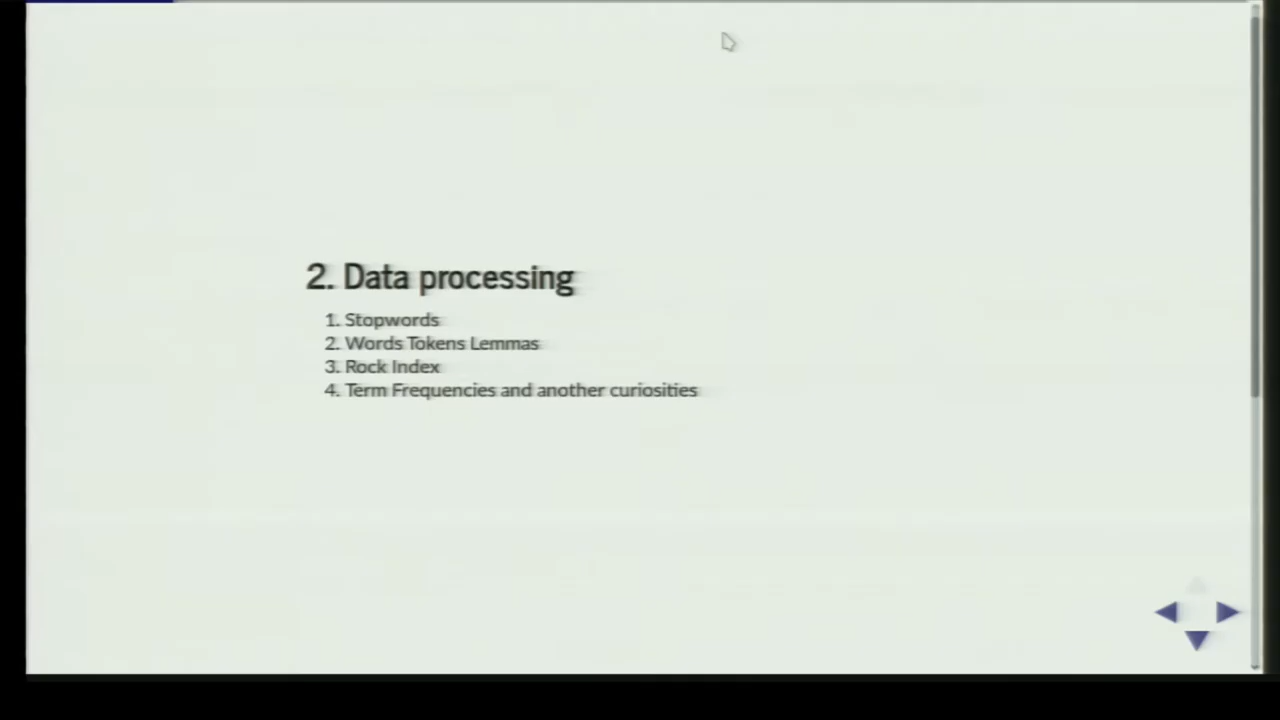 2. Data processing
1. Stopwords
2. Words Tokens Lemmas
3. Rock Index
4. Term Frequencies and another curiosities